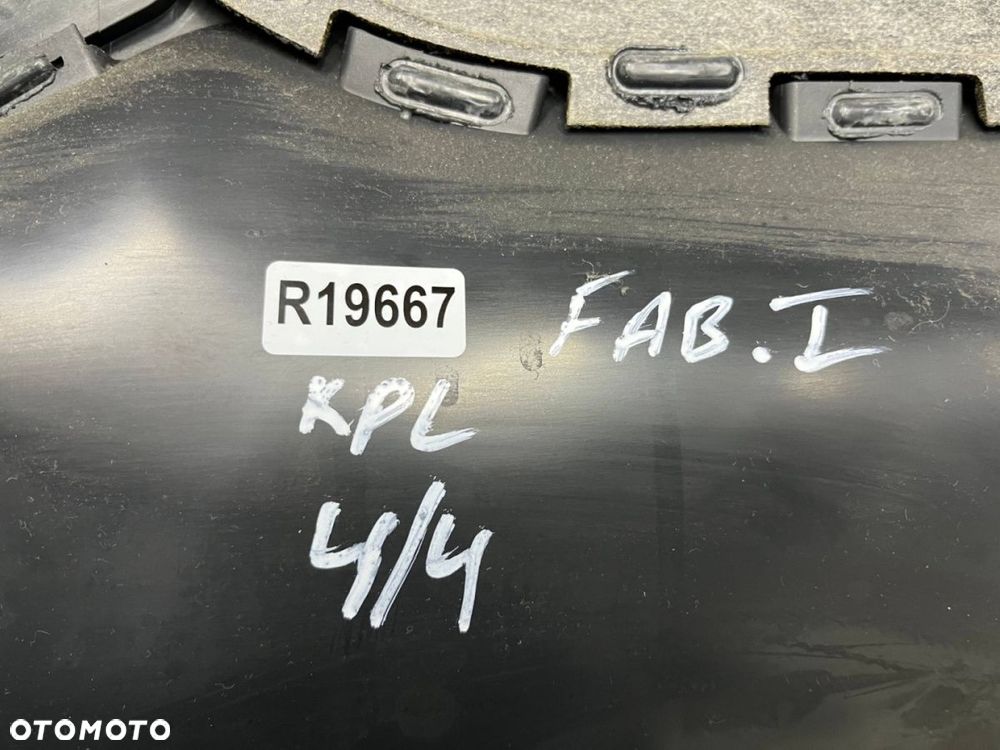 R19667
FAB. I
KPL
4/4
OTOMOTO